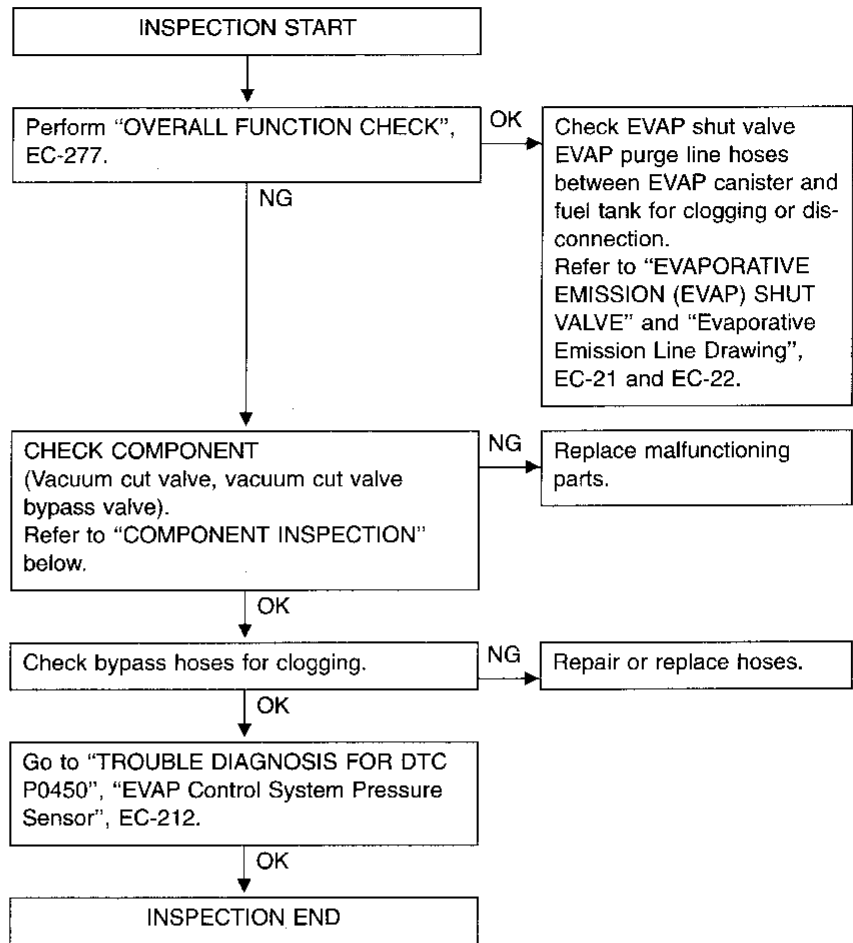 INSPECTION START
Perform “OVERALL FUNCTION CHECK”,
EC-277.
OK
Check EVAP shut valve
EVAP purge line hoses
between EVAP canister and
fuel tank for clogging or dis-
connection.
Refer to “EVAPORATIVE
EMISSION (EVAP) SHUT
VALVE” and “Evaporative
Emission Line Drawing”,
EC-21 and EC-22.
NG
CHECK COMPONENT
(Vacuum cut valve, vacuum cut valve
bypass valve).
Refer to “COMPONENT INSPECTION”
below.
NG
Replace malfunctioning
parts.
OK
Check bypass hoses for clogging.
NG
Repair or replace hoses.
OK
Go to “TROUBLE DIAGNOSIS FOR DTC
P0450”, “EVAP Control System Pressure
Sensor”, EC-212.
OK
INSPECTION END